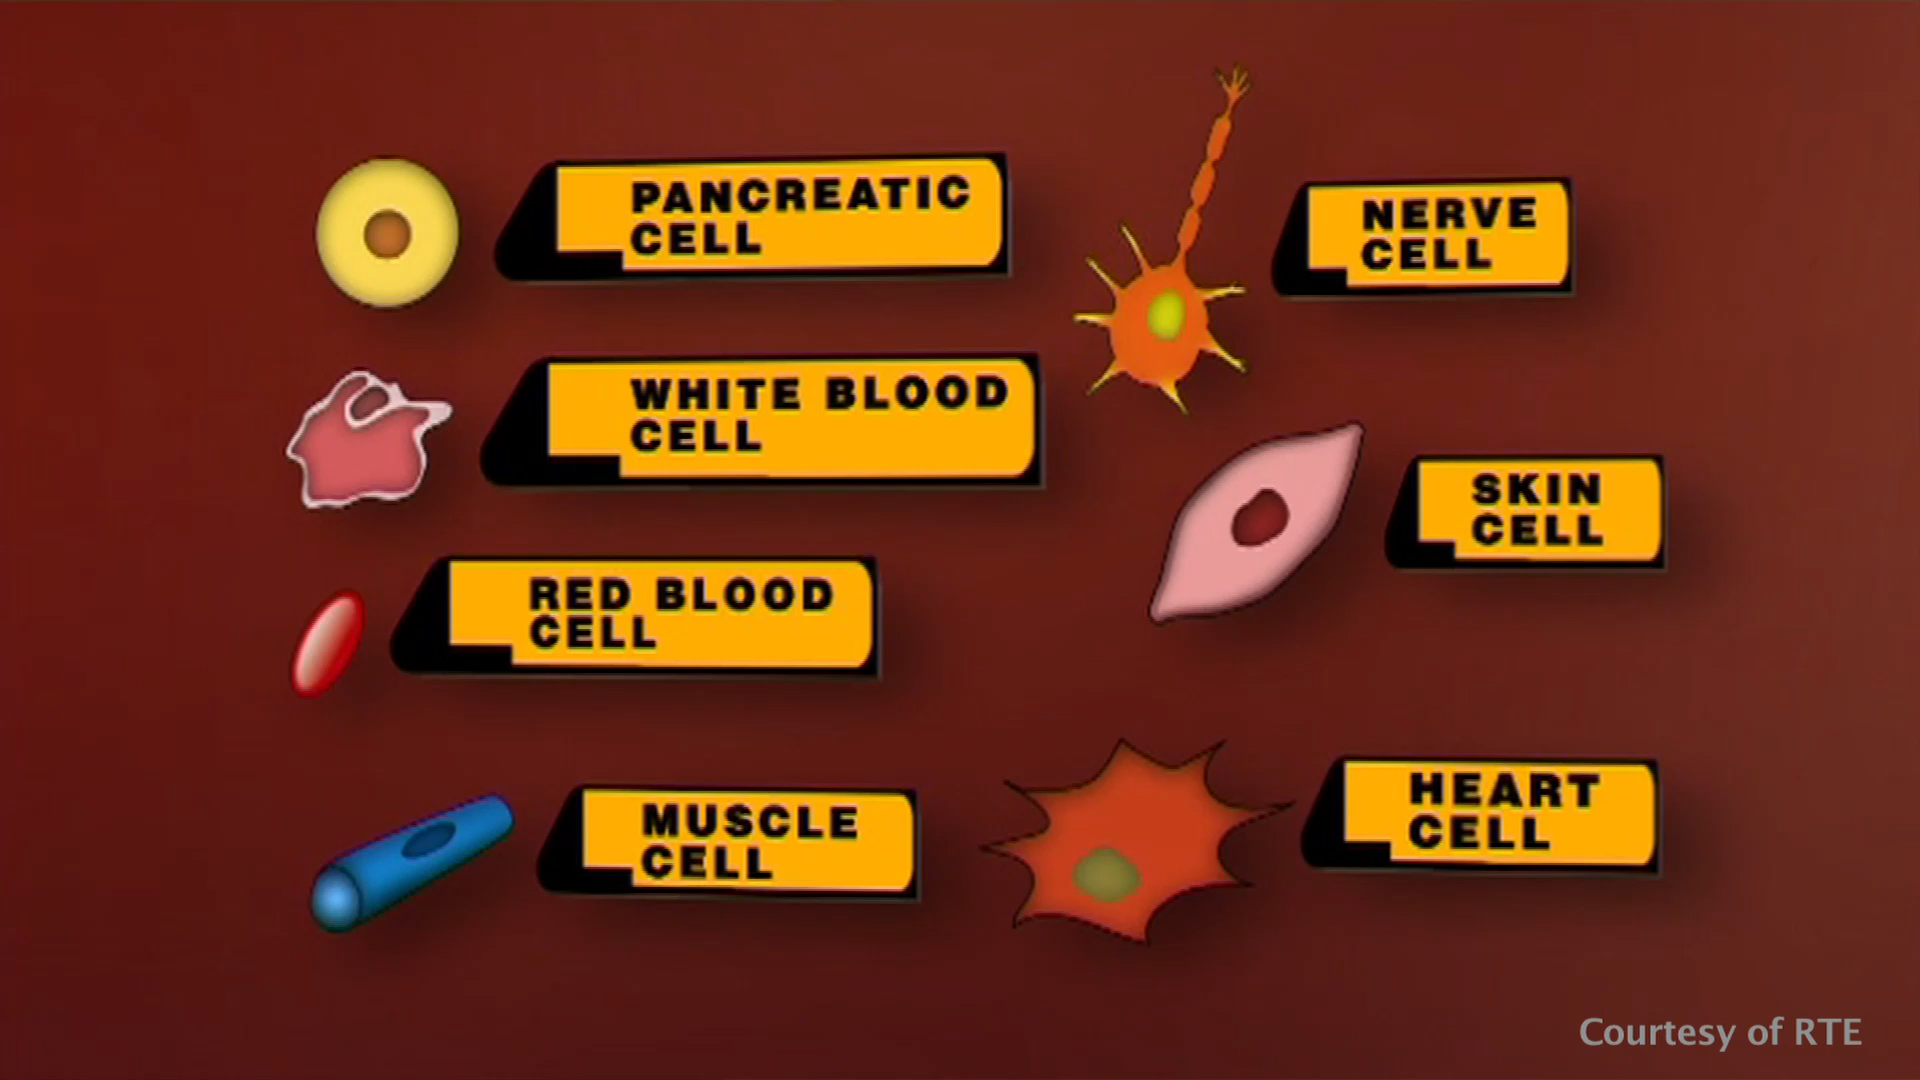 PANCREATIC
CELL
NERVE
CELL
WHITE BLOOD
CELL
SKIN
CELL
RED BLOOD
CELL
MUSCLE
CELL
HEART
CELL
Courtesy of RTE